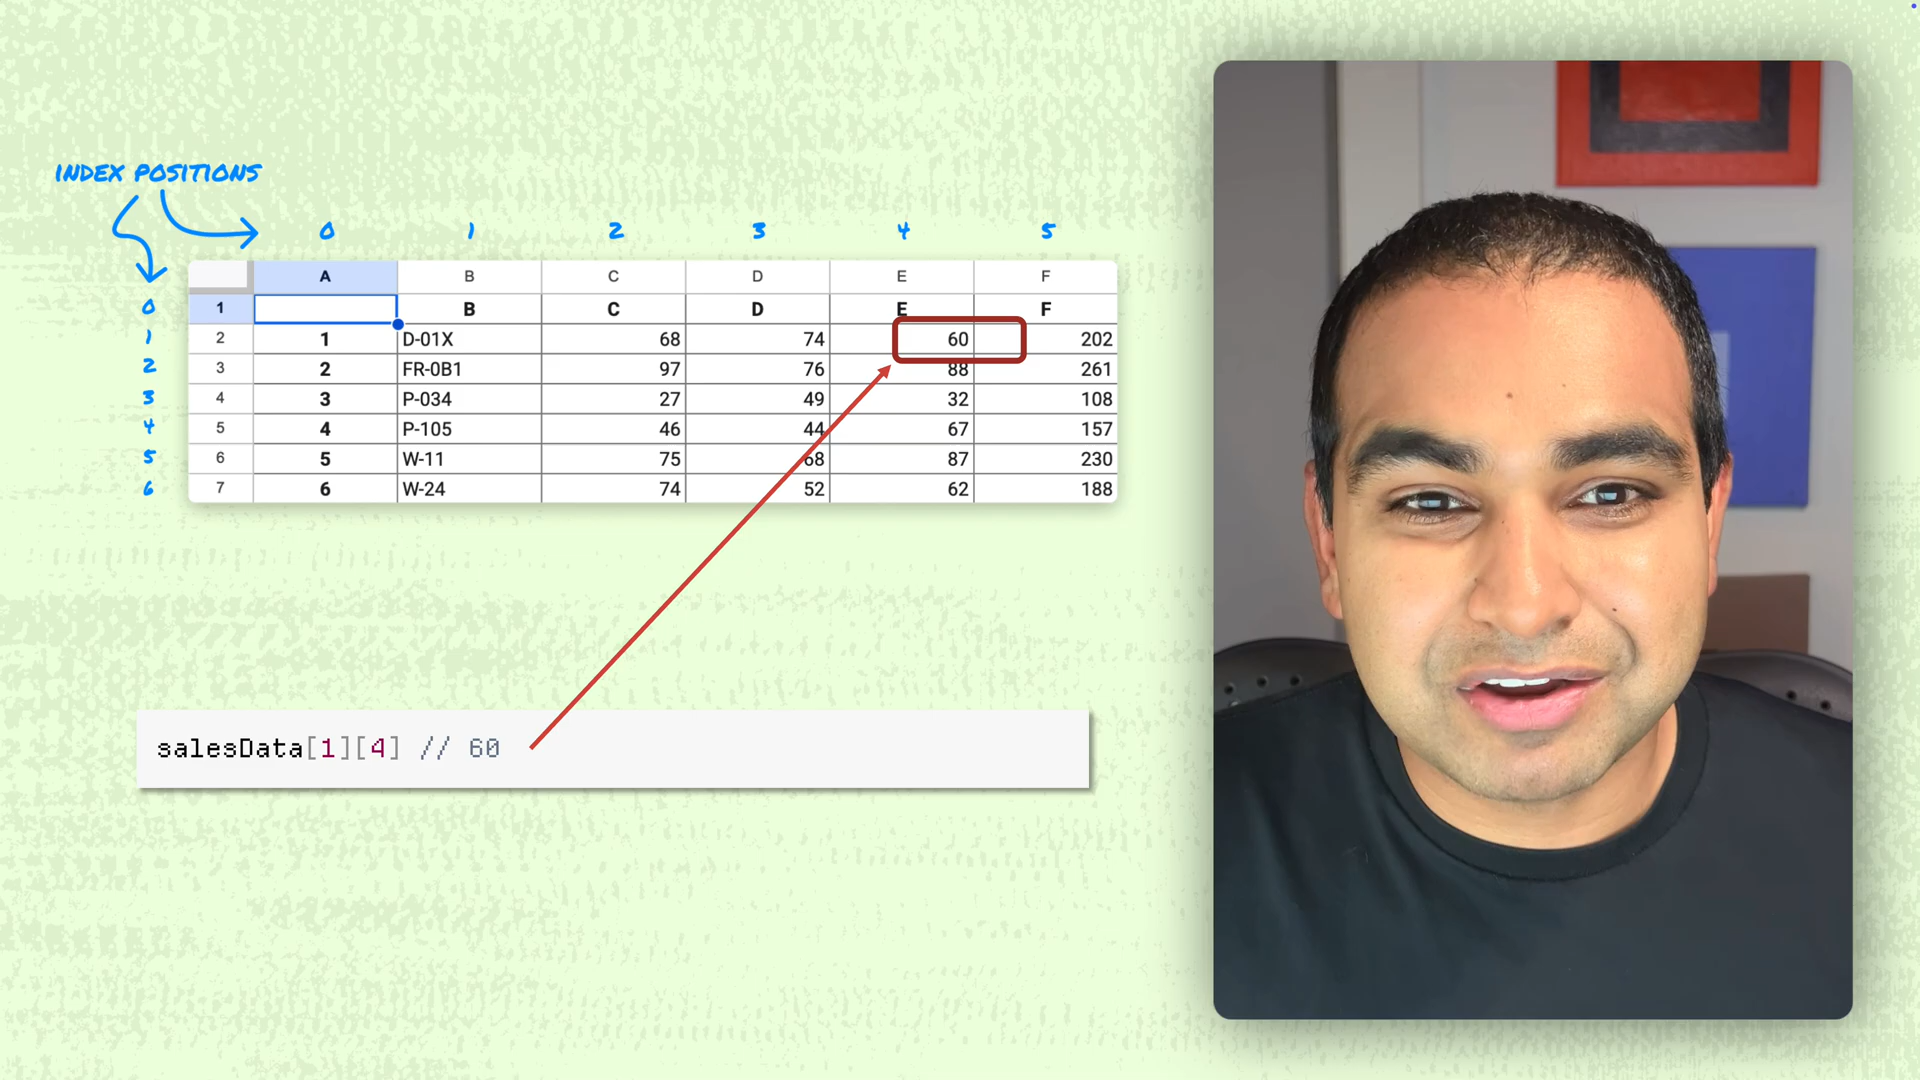 INDEX POSITIONS
0 1 2 3 4 5
A B C D E F
0 1 B C D E F
1 2 1 D-01X 68 74 60 202
2 3 2 FR-0B1 97 76 88 261
3 4 3 P-034 27 49 32 108
4 5 4 P-105 46 44 67 157
5 6 5 W-11 75 68 87 230
6 7 6 W-24 74 52 62 188
salesData[1][4] // 60